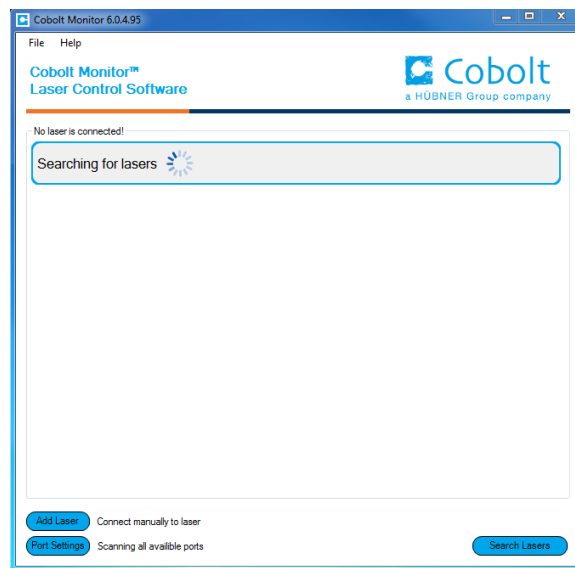 Cobolt Monitor 6.0.4.95
File Help
Cobolt Monitor™
Laser Control Software
Cobolt
a HÜBNER Group company
No laser is connected!
Searching for lasers
Add Laser Connect manually to laser
Port Settings Scanning all availible ports
Search Lasers